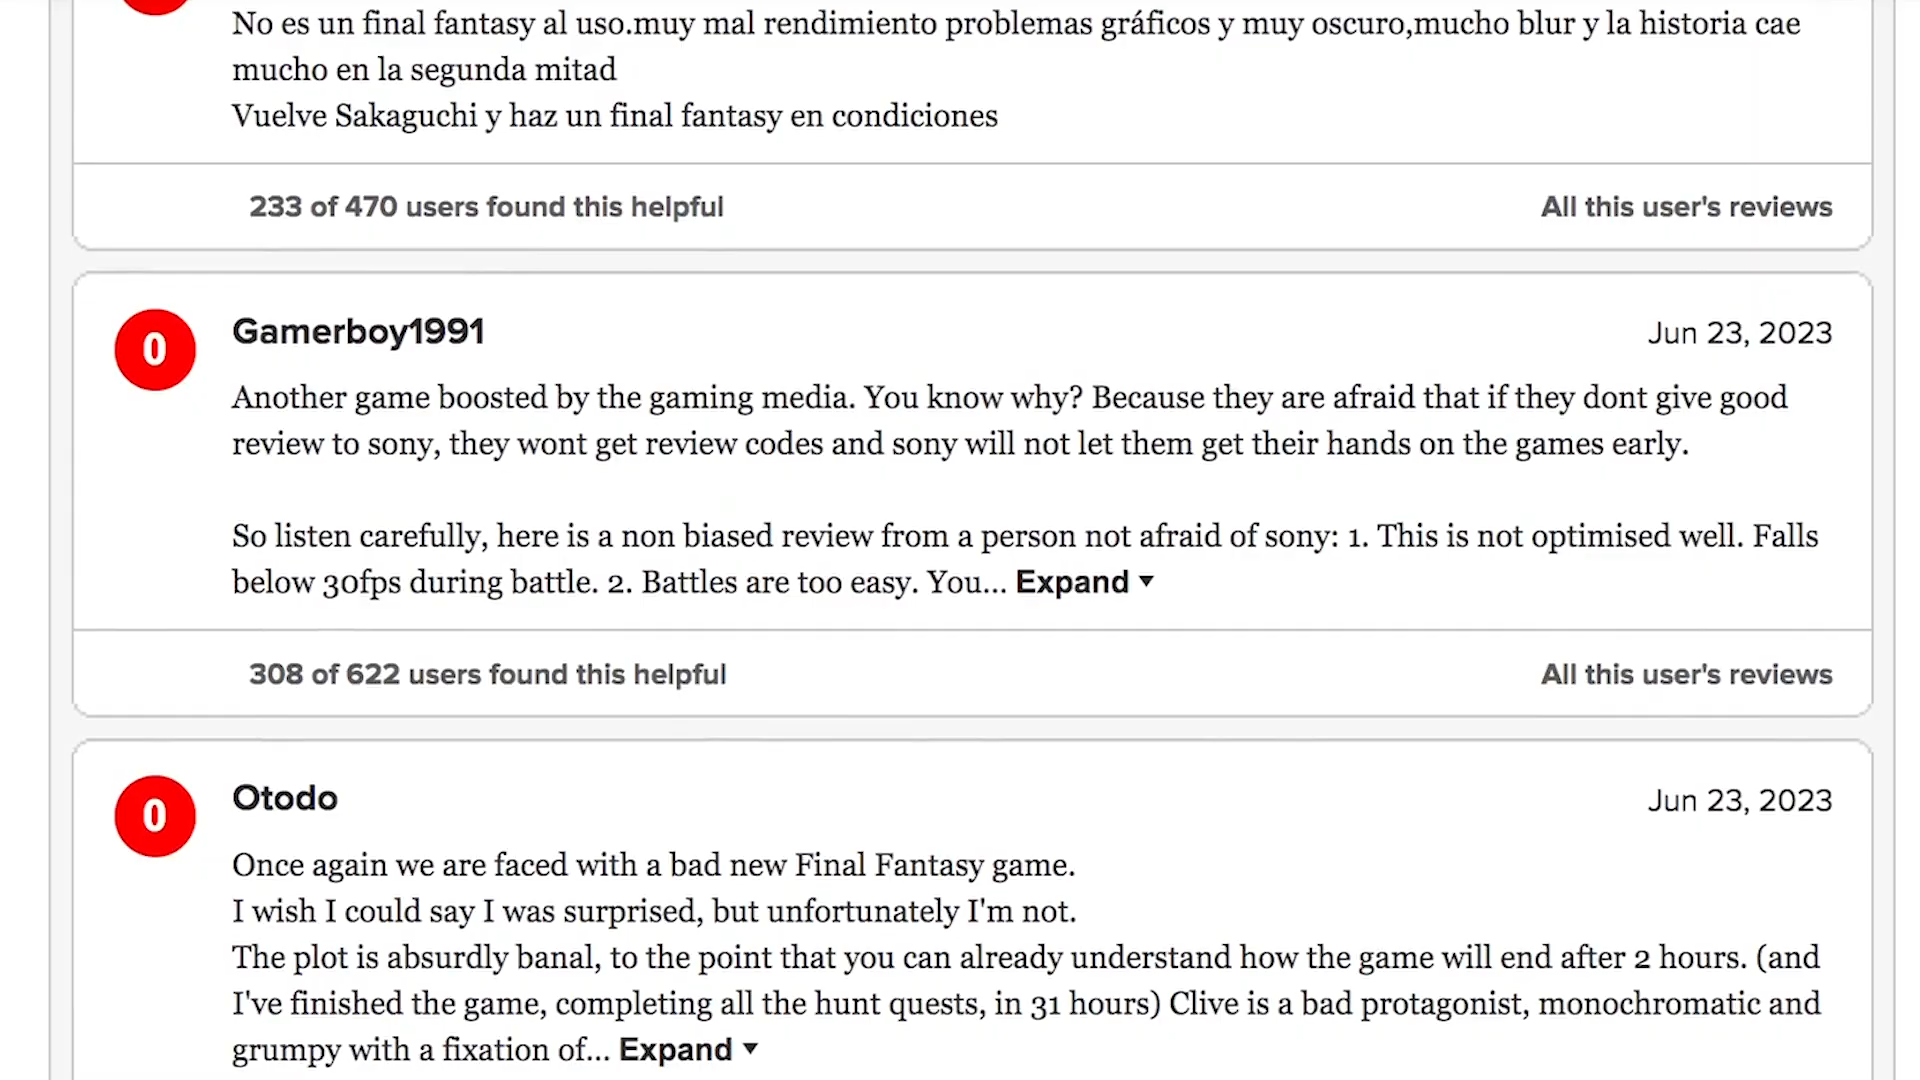 No es un final fantasy al uso.muy mal rendimiento problemas gráficos y muy oscuro,mucho blur y la historia cae
mucho en la segunda mitad
Vuelve Sakaguchi y haz un final fantasy en condiciones
233 of 470 users found this helpful
All this user's reviews
0
Gamerboy1991
Jun 23, 2023
Another game boosted by the gaming media. You know why? Because they are afraid that if they dont give good
review to sony, they wont get review codes and sony will not let them get their hands on the games early.
So listen carefully, here is a non biased review from a person not afraid of sony: 1. This is not optimised well. Falls
below 30fps during battle. 2. Battles are too easy. You... Expand ▼
308 of 622 users found this helpful
All this user's reviews
0
Otodo
Jun 23, 2023
Once again we are faced with a bad new Final Fantasy game.
I wish I could say I was surprised, but unfortunately I'm not.
The plot is absurdly banal, to the point that you can already understand how the game will end after 2 hours. (and
I've finished the game, completing all the hunt quests, in 31 hours) Clive is a bad protagonist, monochromatic and
grumpy with a fixation of... Expand ▼